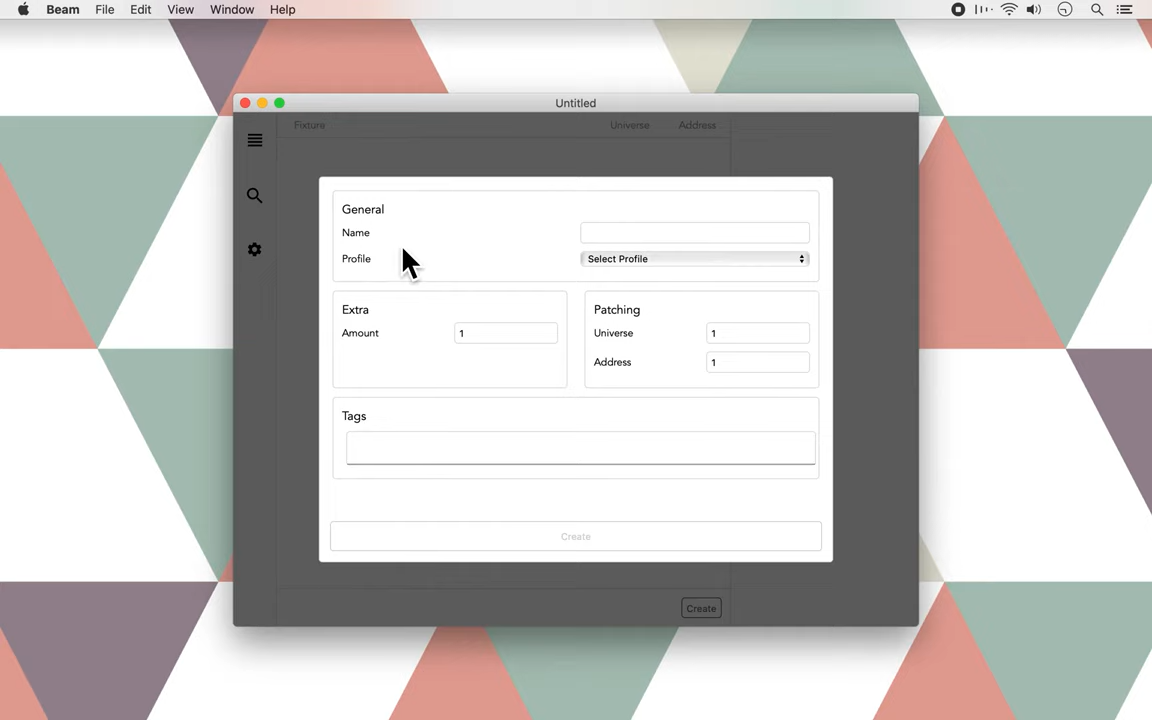 Beam File Edit View Window Help
Untitled
Fixture Universe Address
General
Name
Profile Select Profile
Extra
Amount 1
Patching
Universe 1
Address 1
Tags
Create
Create